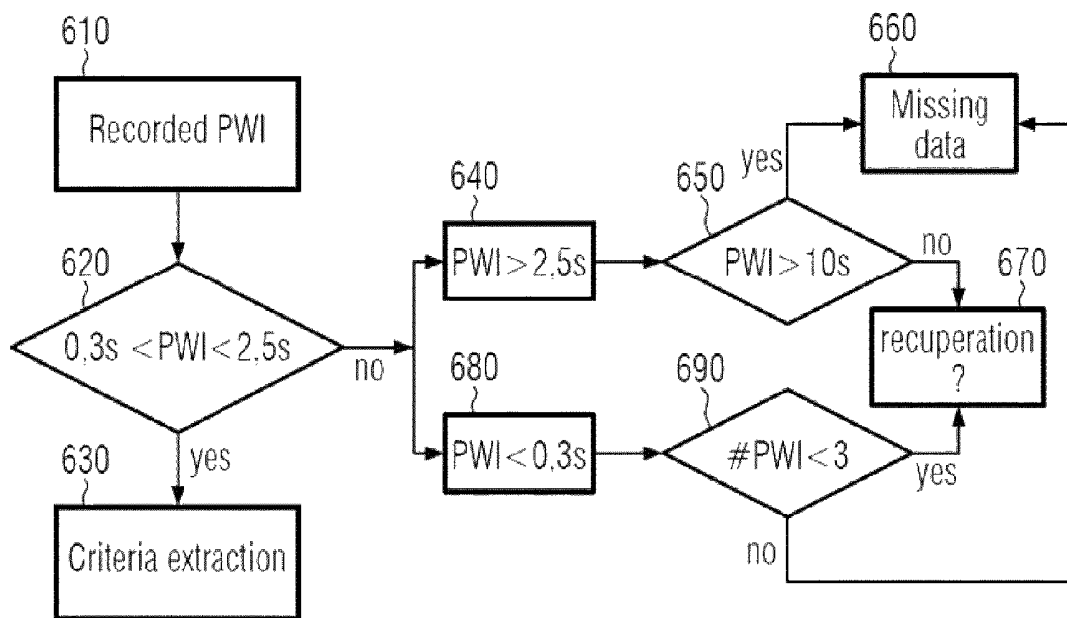 610
Recorded PWI
620
0,3s <PWI<2,5s
no
yes
630
Criteria extraction
640
PWI>2,5s
650
PWI>10s
yes
no
660
Missing
data
670
recuperation
?
680
PWI<0,3s
690
#PWI<3
yes
no